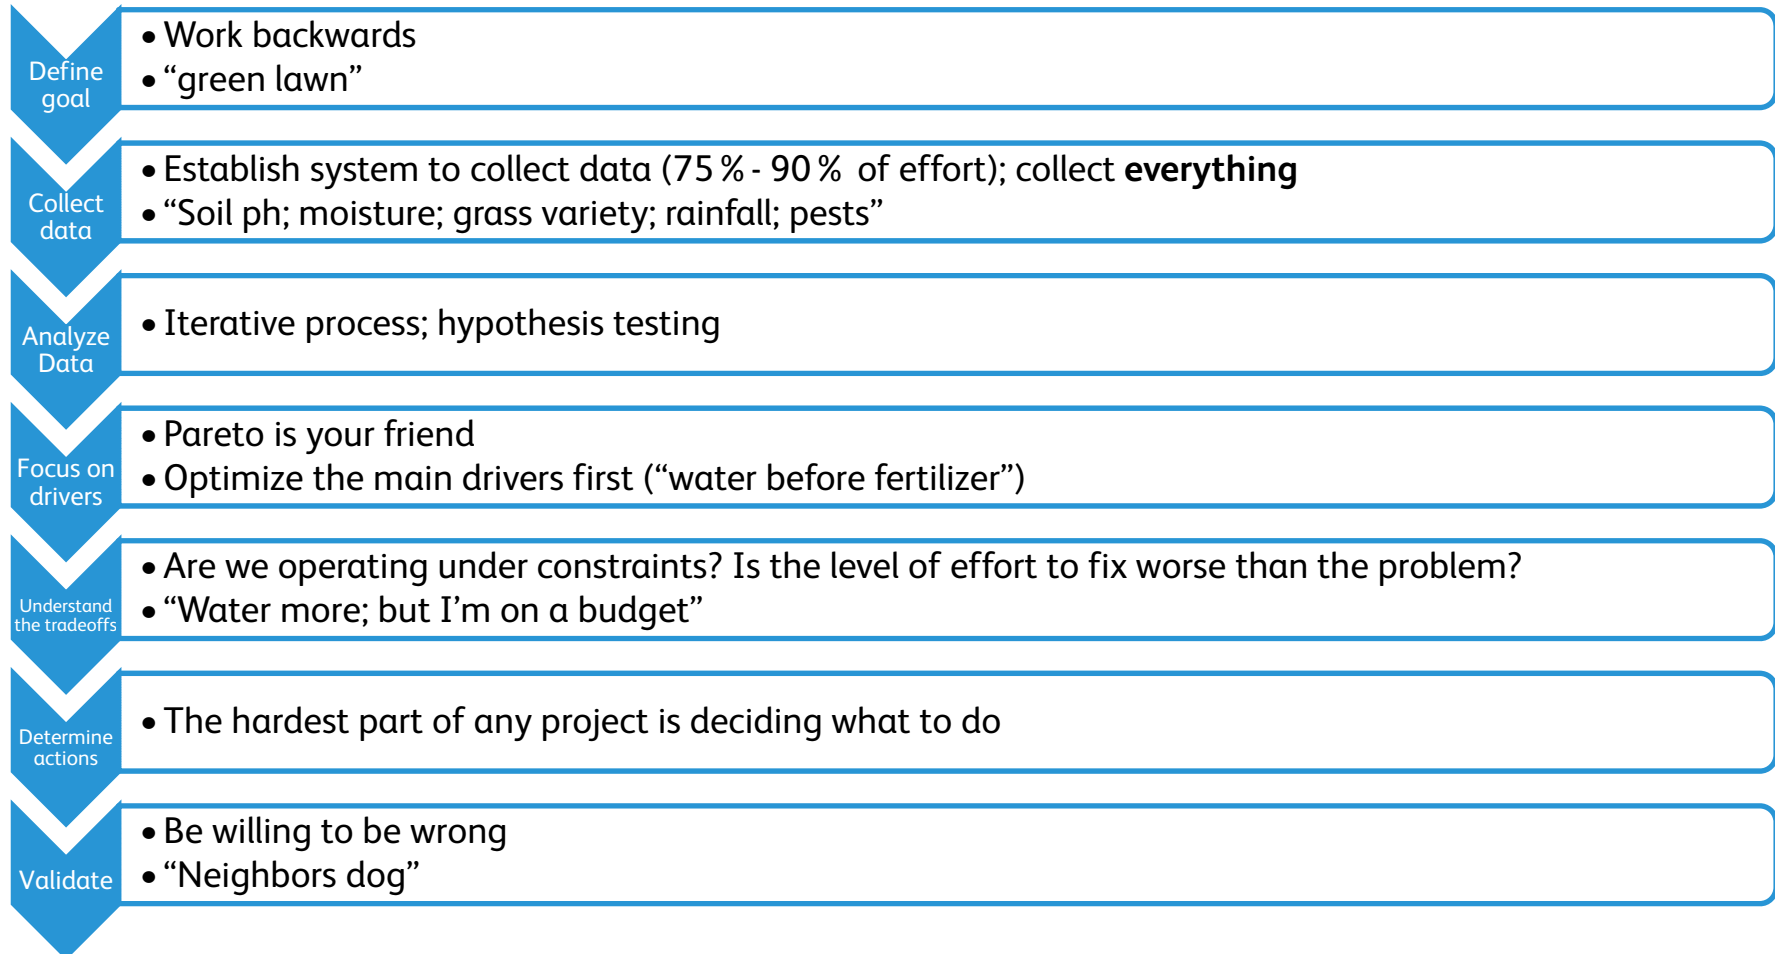 Define
goal
• Work backwards
• “green lawn”
Collect
data
• Establish system to collect data (75% - 90% of effort); collect everything
• “Soil ph; moisture; grass variety; rainfall; pests”
Analyze
Data
• Iterative process; hypothesis testing
Focus on
drivers
• Pareto is your friend
• Optimize the main drivers first (“water before fertilizer”)
Understand
the tradeoffs
• Are we operating under constraints? Is the level of effort to fix worse than the problem?
• “Water more; but I’m on a budget”
Determine
actions
• The hardest part of any project is deciding what to do
Validate
• Be willing to be wrong
• “Neighbors dog”